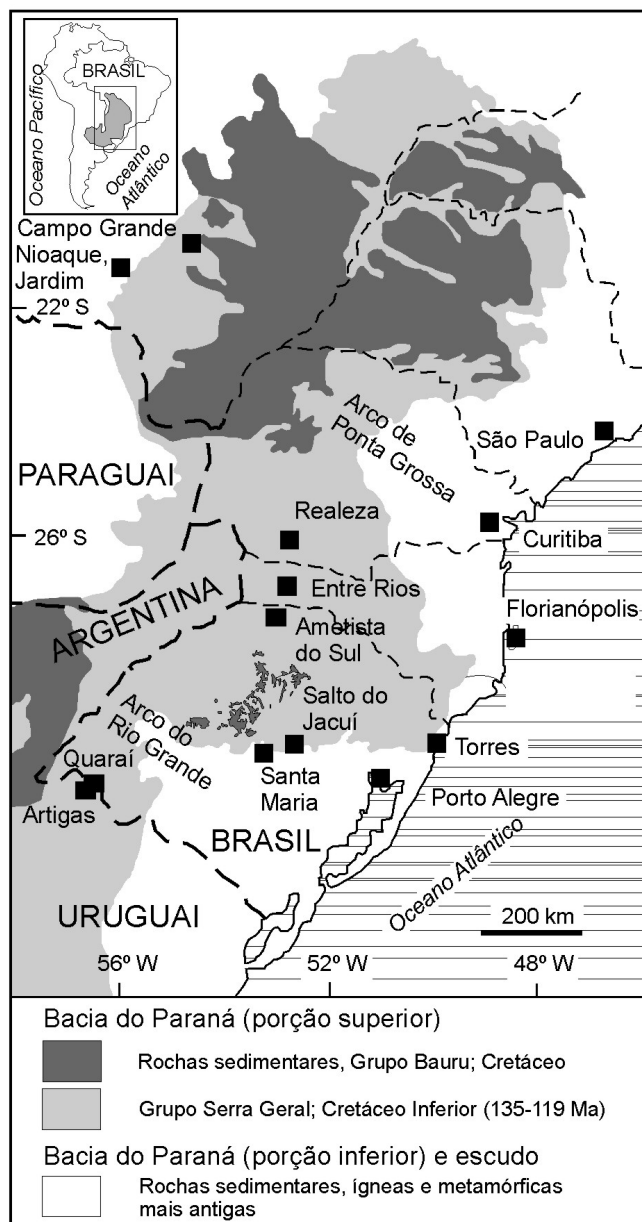 BRASIL
Oceano Pacífico
Oceano
Atlântico
Campo Grande
Nioaque,
Jardim
22º S
Arco de
Ponta Grossa
São Paulo
PARAGUAI
Realeza
26º S
Curitiba
Entre Rios
Florianópolis
ARGENTINA
Ametista
do Sul
Salto do
Jacuí
Arco do
Rio Grande
Torres
Quaraí
Santa
Maria
Artigas
Porto Alegre
BRASIL
Oceano Atlântico
URUGUAI
200 km
56º W
52º W
48º W
Bacia do Paraná (porção superior)
Rochas sedimentares, Grupo Bauru; Cretáceo
Grupo Serra Geral; Cretáceo Inferior (135-119 Ma)
Bacia do Paraná (porção inferior) e escudo
Rochas sedimentares, ígneas e metamórficas
mais antigas